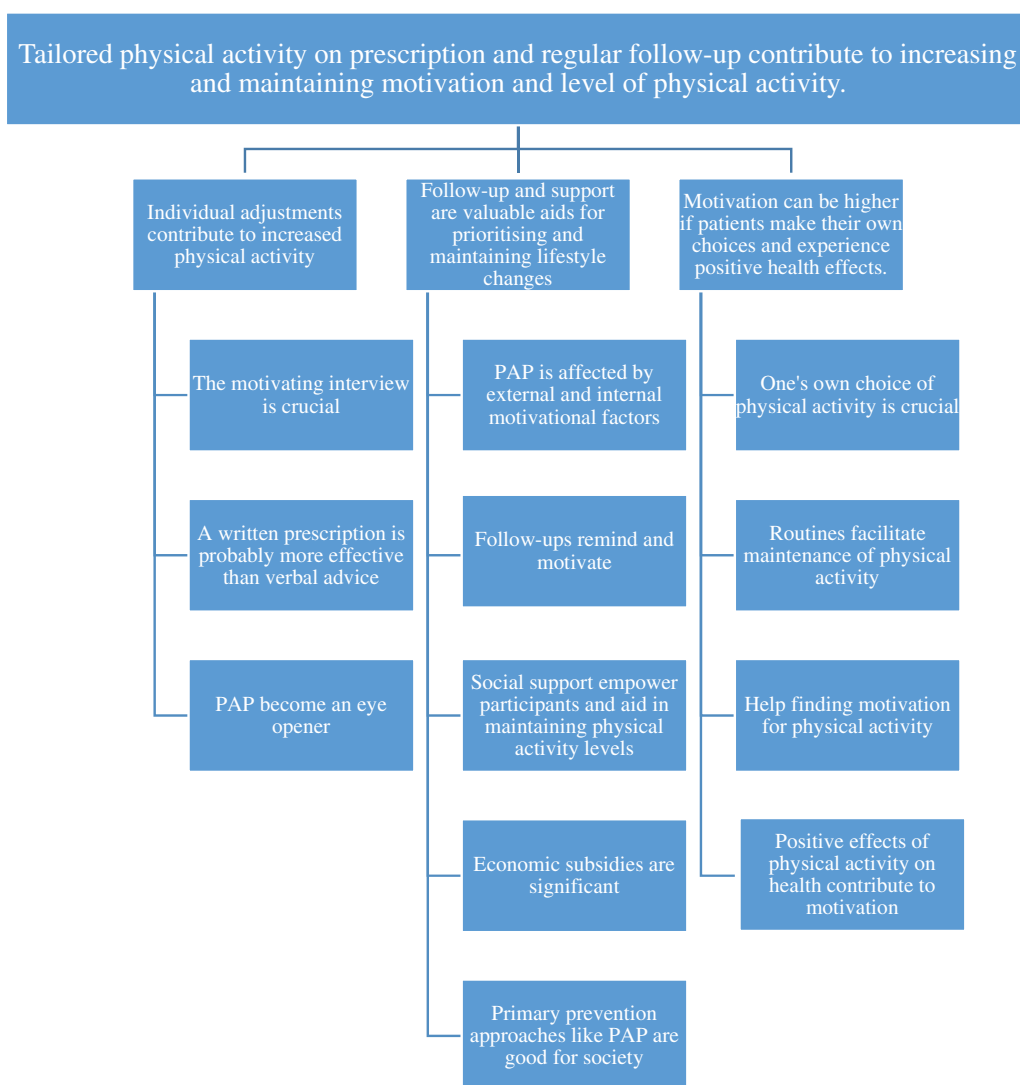 Tailored physical activity on prescription and regular follow-up contribute to increasing
and maintaining motivation and level of physical activity.
Individual adjustments
contribute to increased
physical activity
The motivating interview
is crucial
A written prescription is
probably more effective
than verbal advice
PAP become an eye
opener
Follow-up and support
are valuable aids for
prioritising and
maintaining lifestyle
changes
PAP is affected by
external and internal
motivational factors
Follow-ups remind and
motivate
Social support empower
participants and aid in
maintaining physical
activity levels
Economic subsidies are
significant
Primary prevention
approaches like PAP are
good for society
Motivation can be higher
if patients make their own
choices and experience
positive health effects.
One's own choice of
physical activity is crucial
Routines facilitate
maintenance of physical
activity
Help finding motivation
for physical activity
Positive effects of
physical activity on
health contribute to
motivation